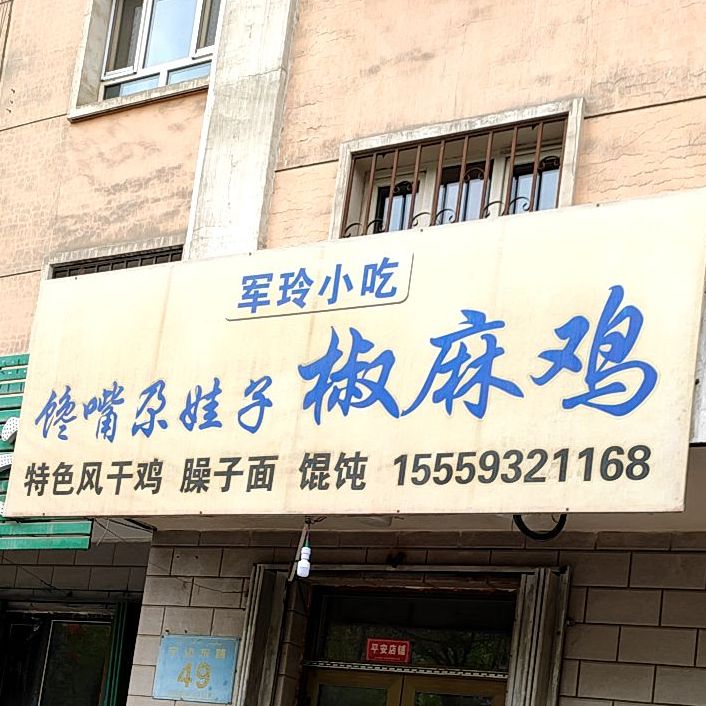 军玲小吃
馋嘴尕娃子 椒麻鸡
特色风干鸡 臊子面 馄饨 15559321168
平安店铺
49